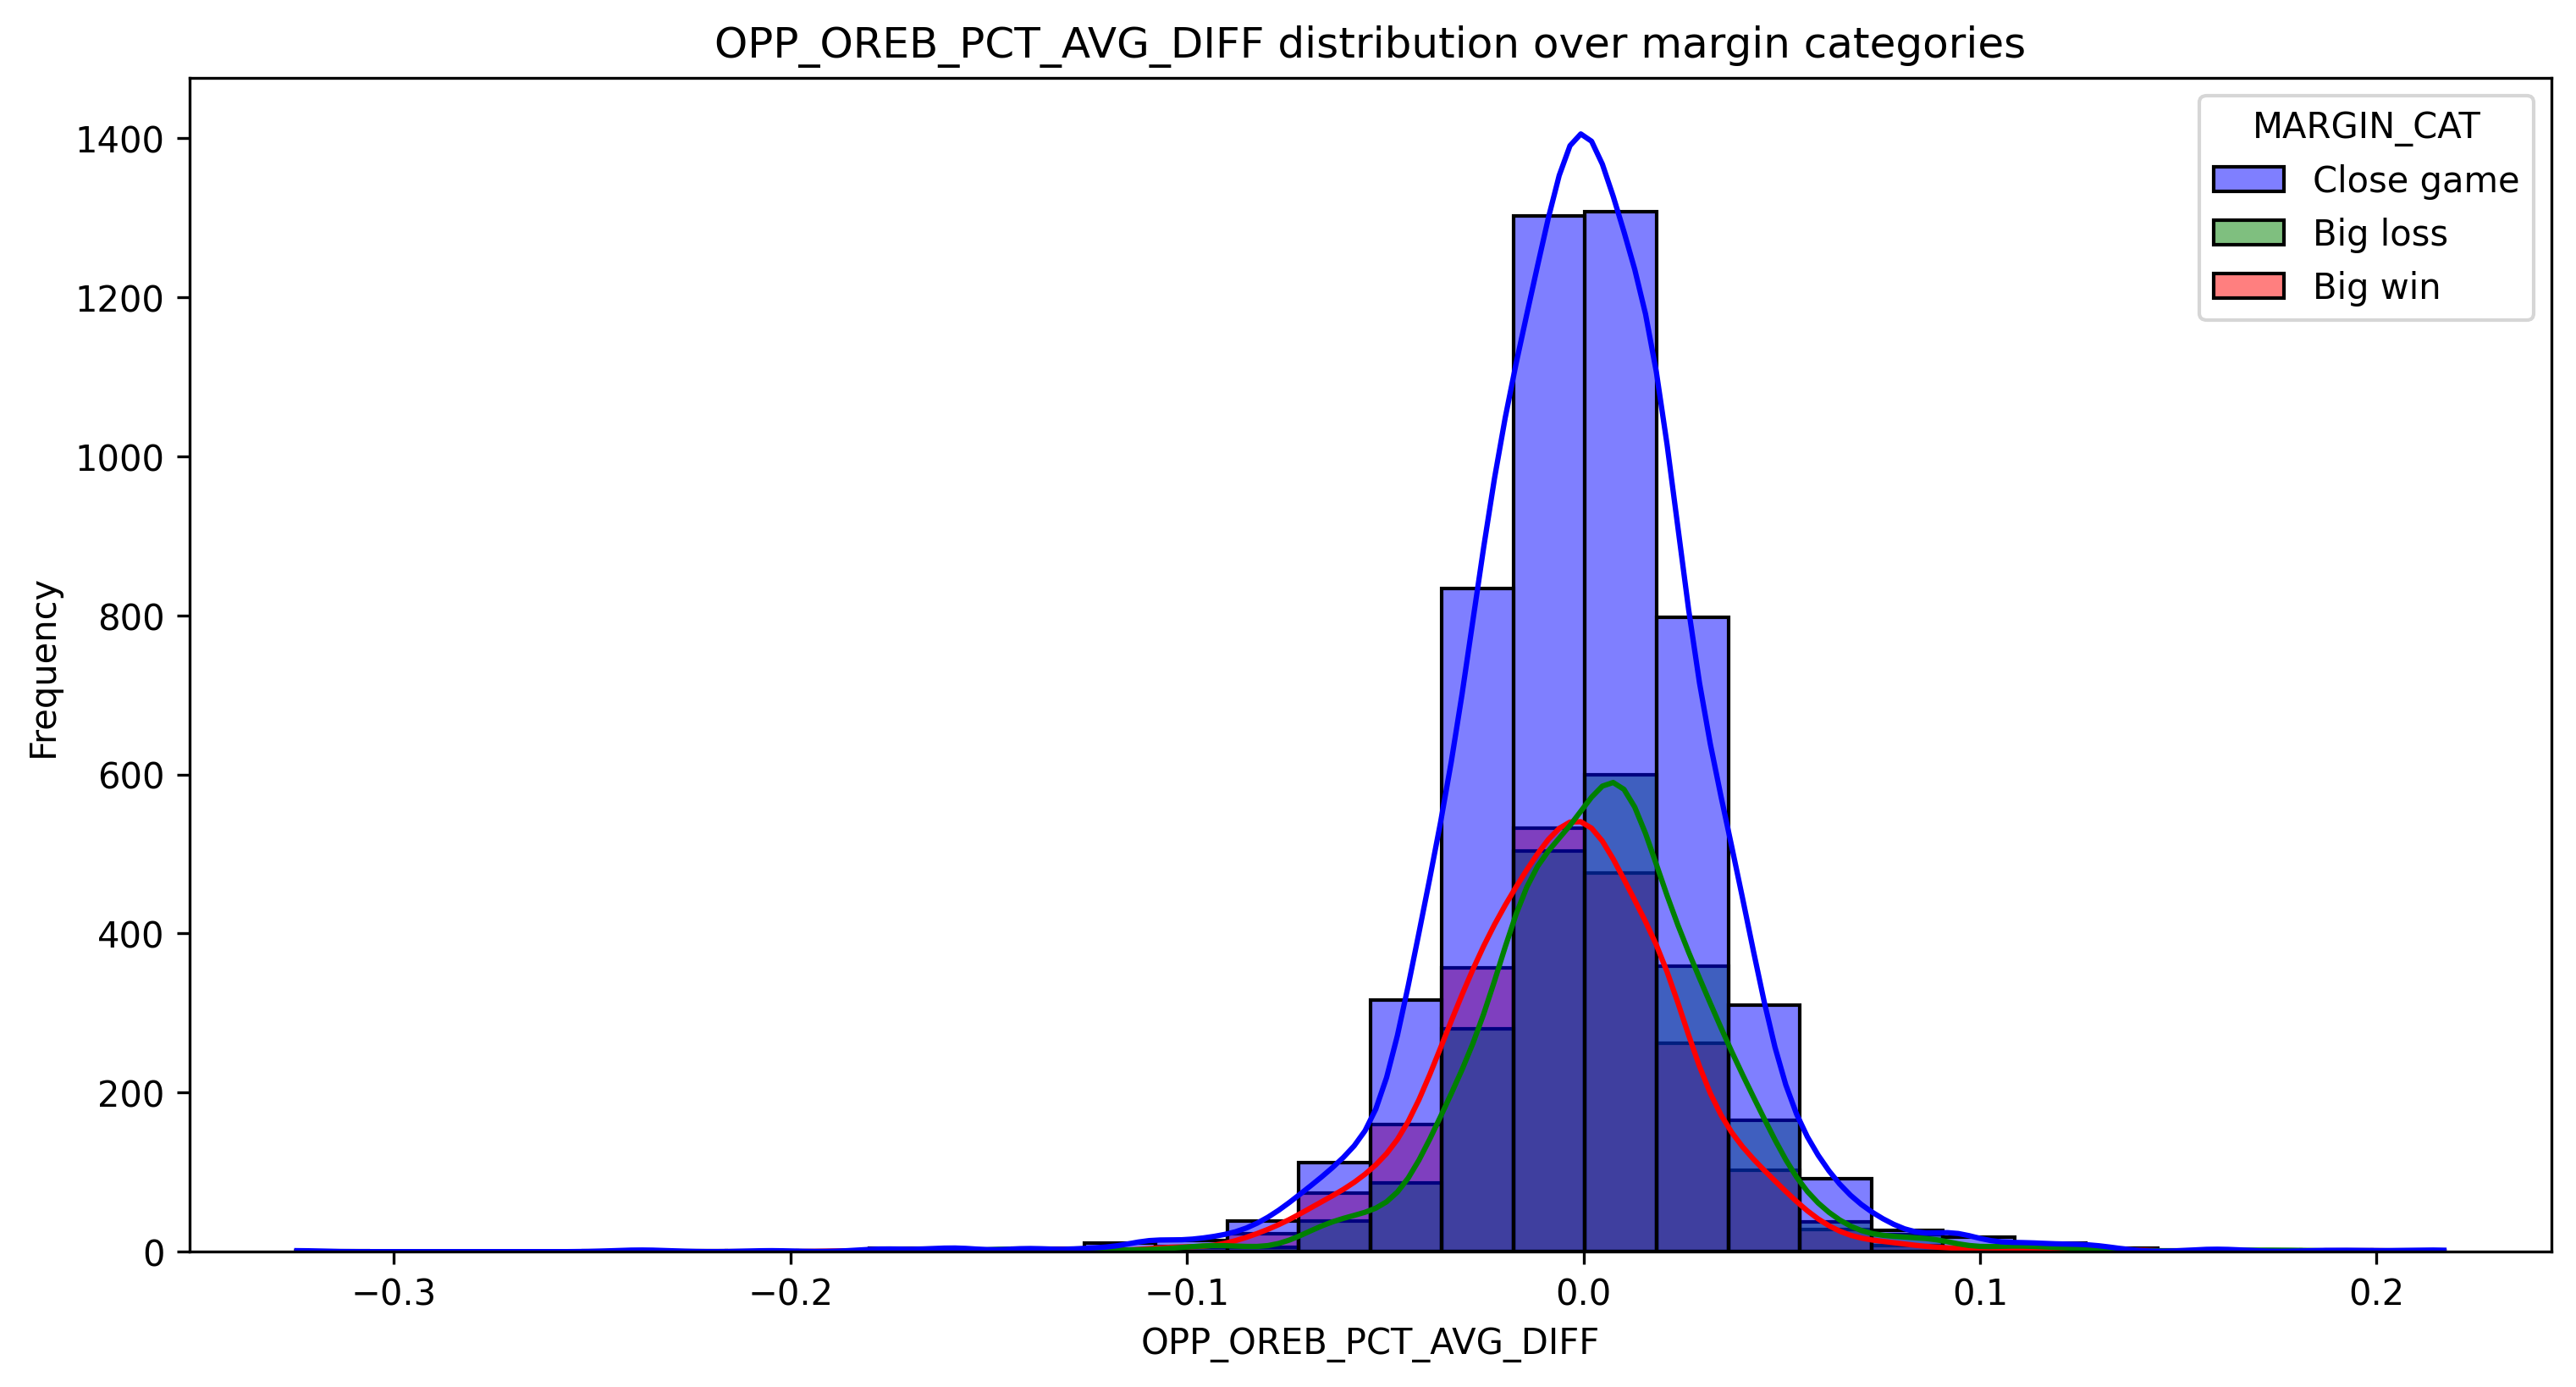 OPP_OREB_PCT_AVG_DIFF distribution over margin categories
MARGIN_CAT
Close game
Big loss
Big win
1400
1200
1000
800
600
400
200
0
Frequency
−0.3
−0.2
−0.1
0.0
0.1
0.2
OPP_OREB_PCT_AVG_DIFF